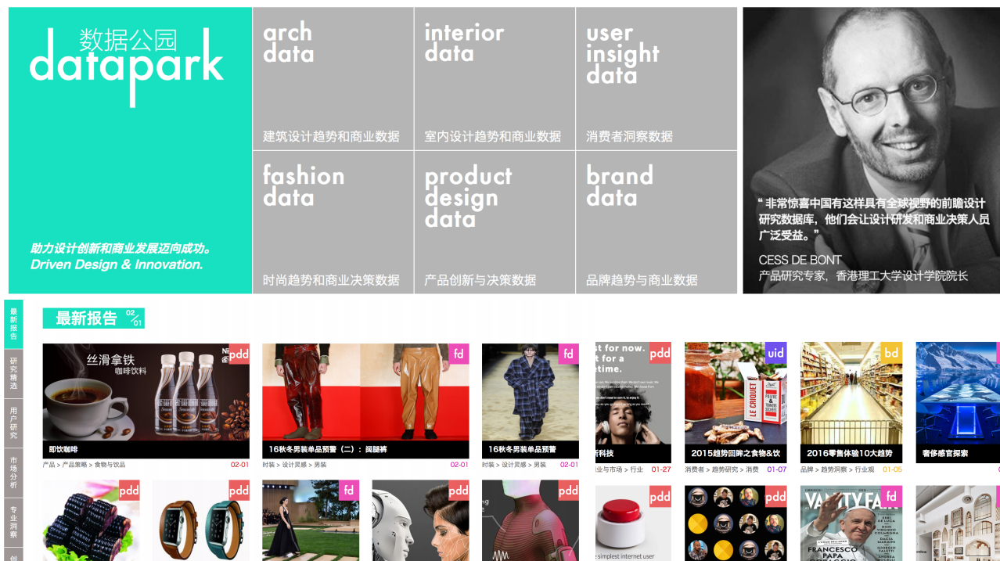 数据公园
datapark
助力设计创新和商业发展迈向成功。
Driven Design & Innovation.
arch
data
建筑设计趋势和商业数据
interior
data
室内设计趋势和商业数据
user
insight
data
消费者洞察数据
fashion
data
时尚趋势和商业决策数据
product
design
data
产品创新与决策数据
brand
data
品牌趋势与商业数据
“ 非常惊喜中国有这样具有全球视野的前瞻设计
研究数据库，他们会让设计研发和商业决策人员
广泛受益。”
CESS DE BONT
产品研究专家，香港理工大学设计学院院长
最新报告
研究精选
用户研究
市场分析
专业洞察
创
最新报告 02/01
丝滑拿铁
咖啡饮料
pdd
即饮咖啡
产品 > 产品策略 > 食物与饮品 02-01
fd
16秋冬男装单品预警（二）：阔腿裤
时装 > 设计灵感 > 男装 02-01
fd
16秋冬男装单品预警
时装 > 设计灵感 > 男装 02-01
st for now.
t for a
etime.
pdd
科技
业与市场 > 行业 01-27
uid
LE CRIQUET
POIVRE
&
TOMATES
SÉCHÉES
2015趋势回眸之食物&饮
消费者 > 趋势研究 > 消费 01-07
bd
2016零售体验10大趋势
品牌 > 趋势洞察 > 行业观 01-05
奢侈感官探索
pdd
pdd
fd
pdd
pdd
pdd
e simplest internet user
pdd
VANITY FAIR
fd
FRANCESCO
PAPA